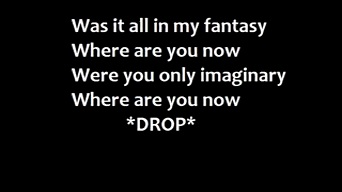 Was it all in my fantasy
Where are you now
Were you only imaginary
Where are you now
*DROP*